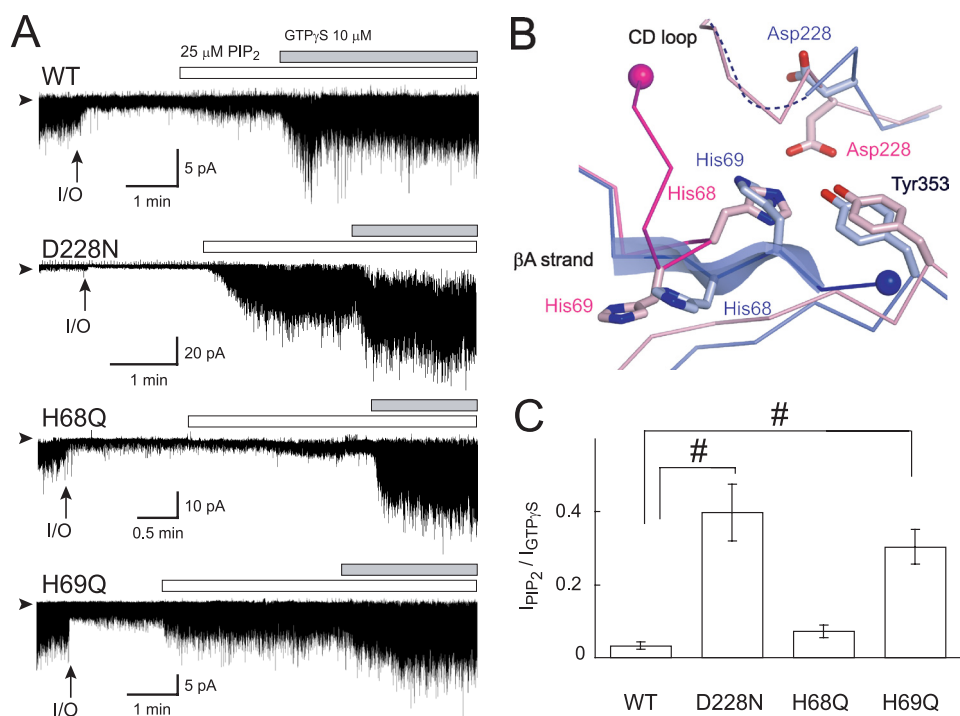 A
25 μM PIP2
GTPγS 10 μM
WT
I/O
5 pA
1 min
D228N
I/O
20 pA
1 min
H68Q
I/O
10 pA
0.5 min
H69Q
I/O
5 pA
1 min
B
CD loop
Asp228
Asp228
His69
His68
Tyr353
βA strand
His69
His68
C
#
#
IPIP2 / IGTPγS
0.4
0.2
0
WT D228N H68Q H69Q